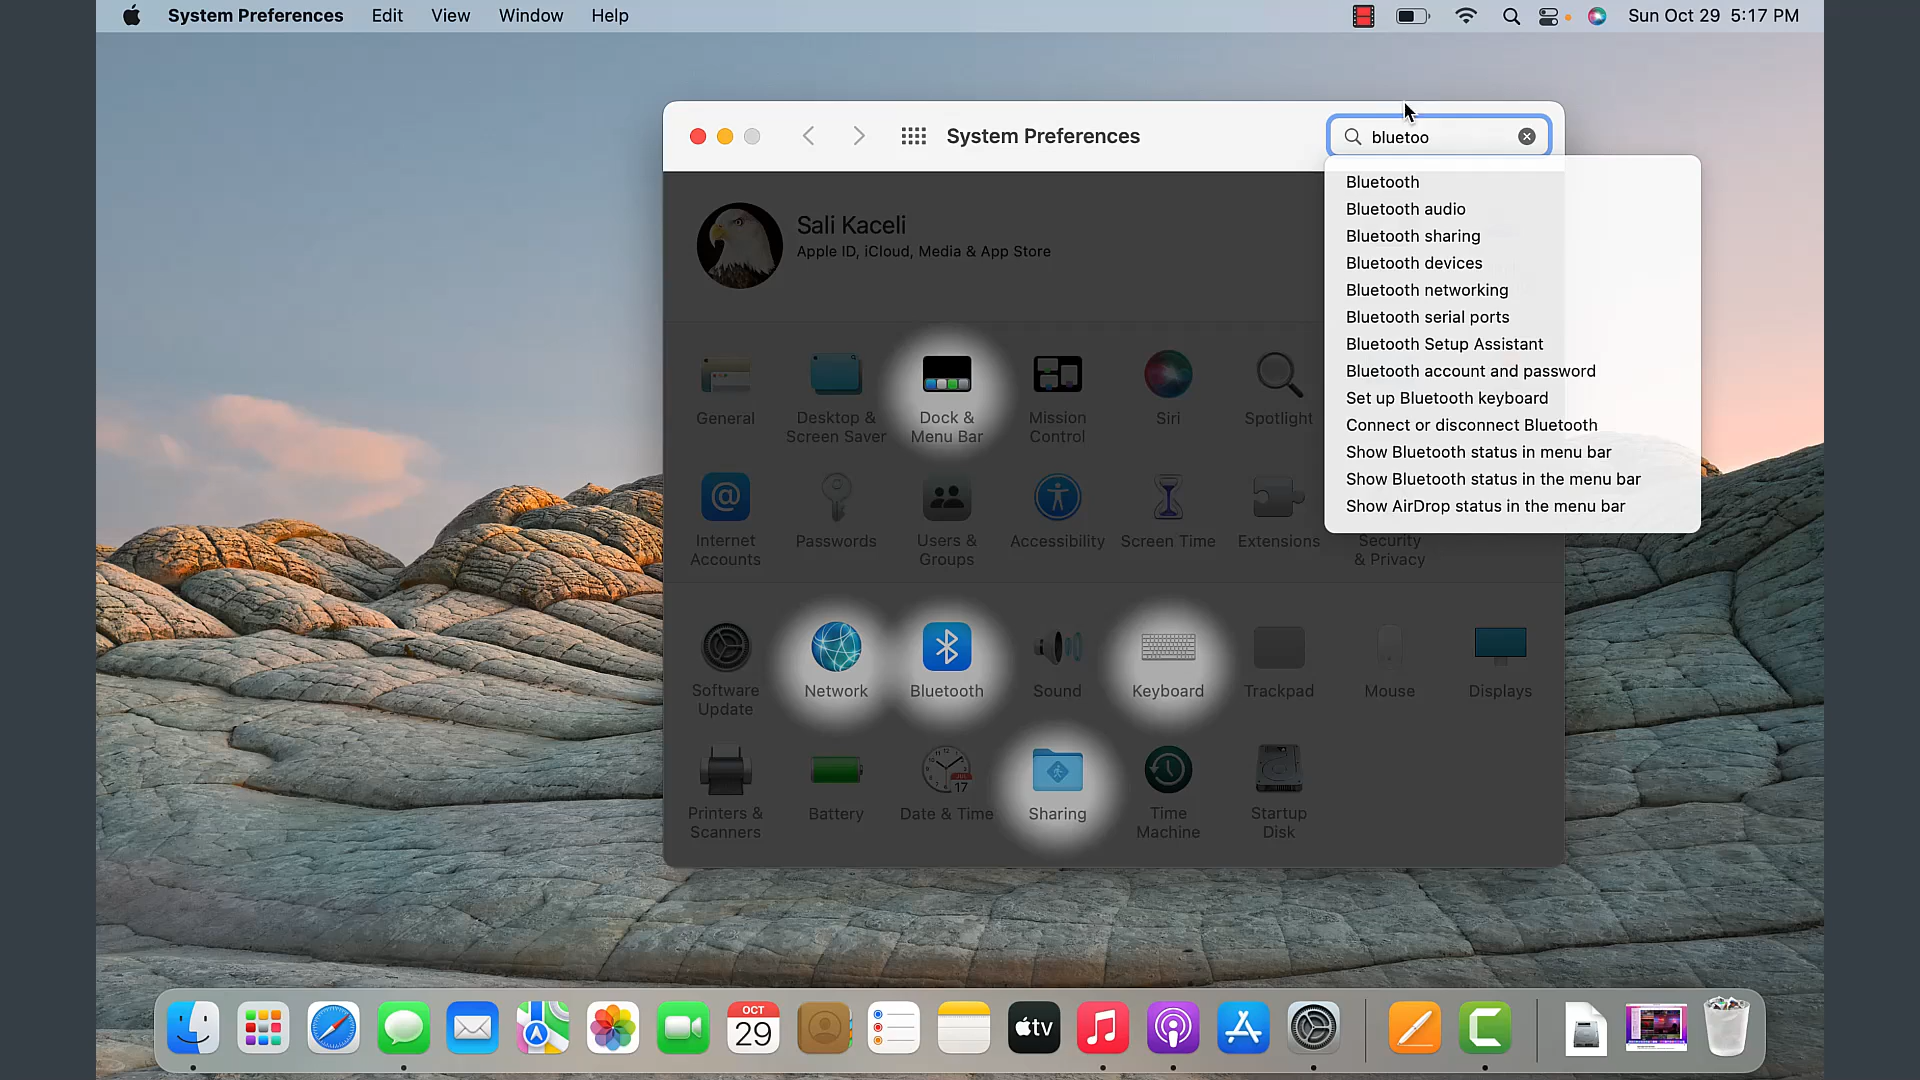 System Preferences Edit View Window Help Sun Oct 29 5:17 PM
System Preferences
bluetoo
Bluetooth
Bluetooth audio
Bluetooth sharing
Bluetooth devices
Bluetooth networking
Bluetooth serial ports
Bluetooth Setup Assistant
Bluetooth account and password
Set up Bluetooth keyboard
Connect or disconnect Bluetooth
Show Bluetooth status in menu bar
Show Bluetooth status in the menu bar
Show AirDrop status in the menu bar
Sali Kaceli
Apple ID, iCloud, Media & App Store
General
Desktop &
Screen Saver
Dock &
Menu Bar
Mission
Control
Siri
Spotlight
Internet
Accounts
Passwords
Users &
Groups
Accessibility
Screen Time
Extensions
Security
& Privacy
Software
Update
Network
Bluetooth
Sound
Keyboard
Trackpad
Mouse
Displays
Printers &
Scanners
Battery
JUL
17
Date & Time
Sharing
Time
Machine
Startup
Disk
OCT
29
tv